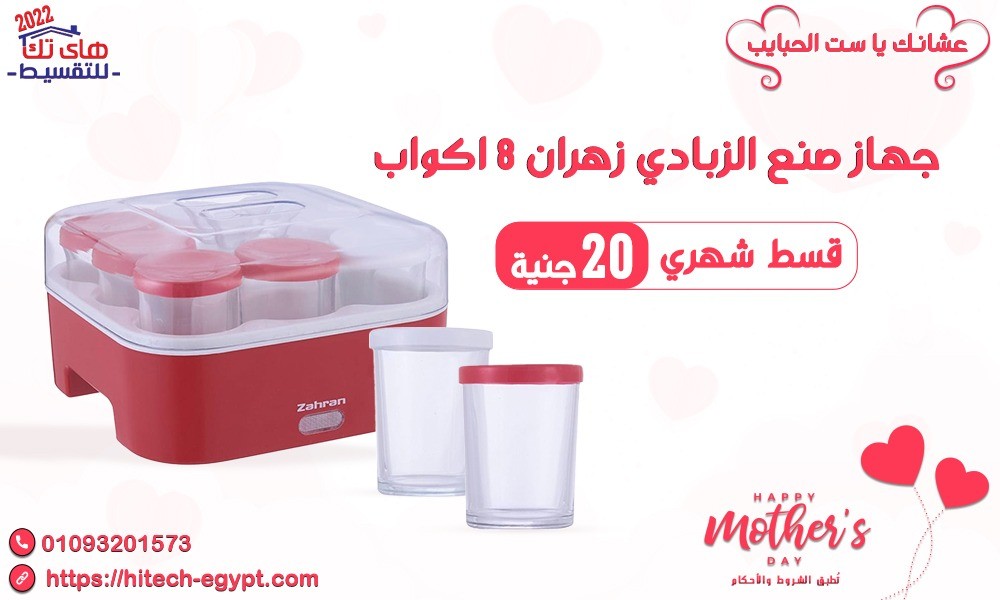 عشانك يا ست الحبايب
2022
هاى تك
-للتقسيط-
جهاز صنع الزبادي زهران 8 اكواب
قسط شهري 20 جنية
Zahran
HAPPY
Mother's
DAY
تُطبق الشروط والأحكام
01093201573
https://hitech-egypt.com